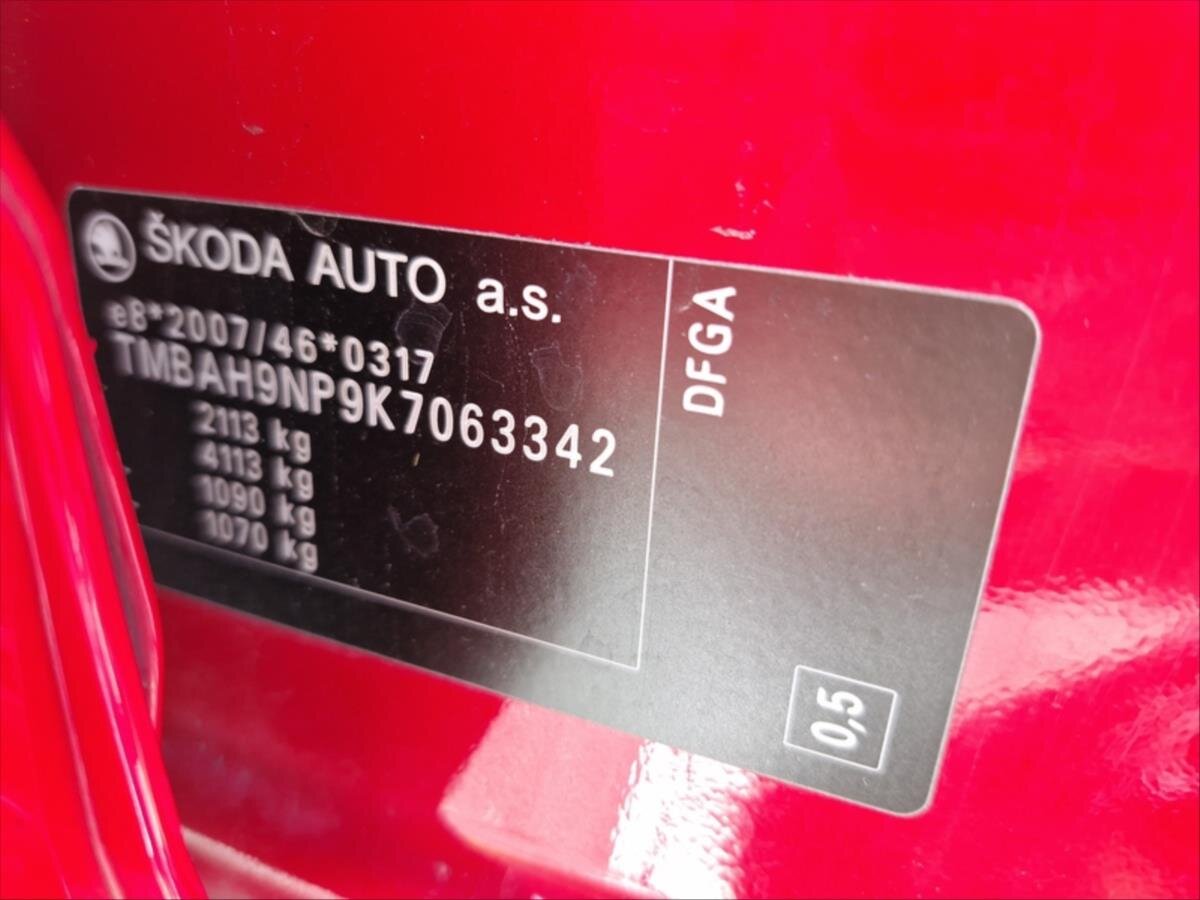 ŠKODA AUTO a.s.
e8*2007/46*0317
TMBAH9NP9K7063342
2113 kg
4113 kg
1090 kg
1070 kg
DFGA
0,5